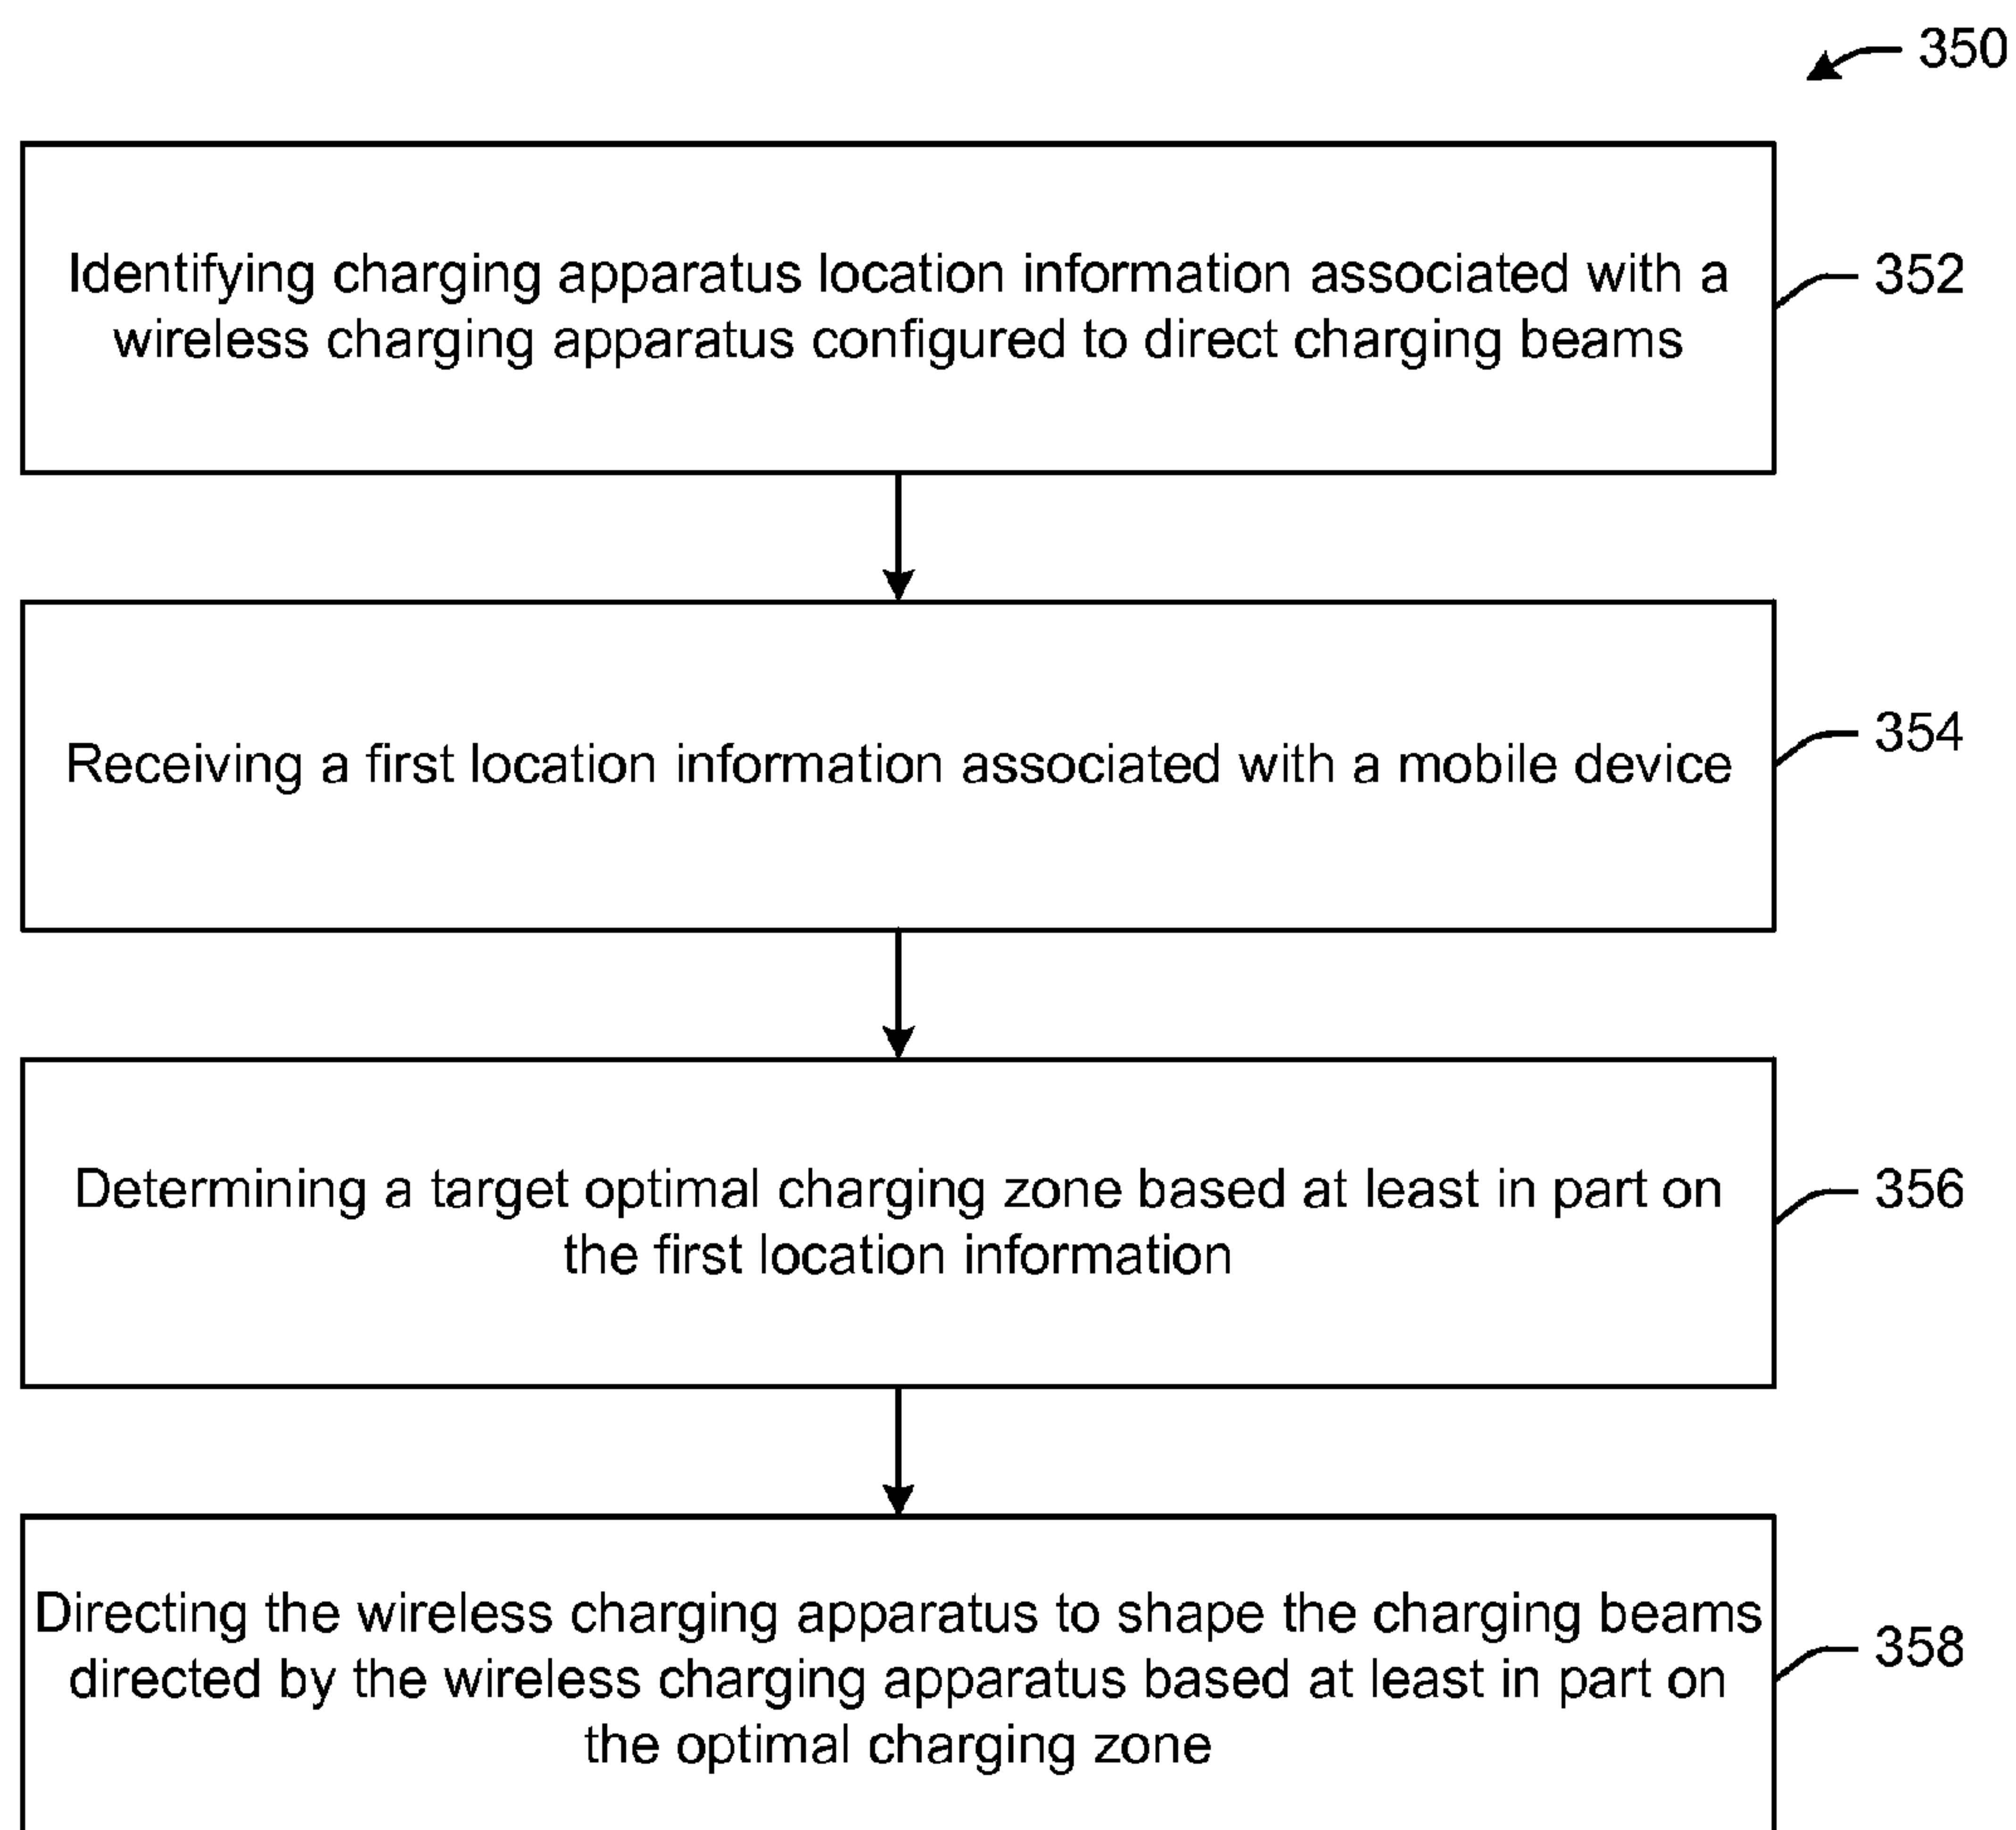 350
Identifying charging apparatus location information associated with a
wireless charging apparatus configured to direct charging beams
352
Receiving a first location information associated with a mobile device
354
Determining a target optimal charging zone based at least in part on
the first location information
356
Directing the wireless charging apparatus to shape the charging beams
directed by the wireless charging apparatus based at least in part on
the optimal charging zone
358